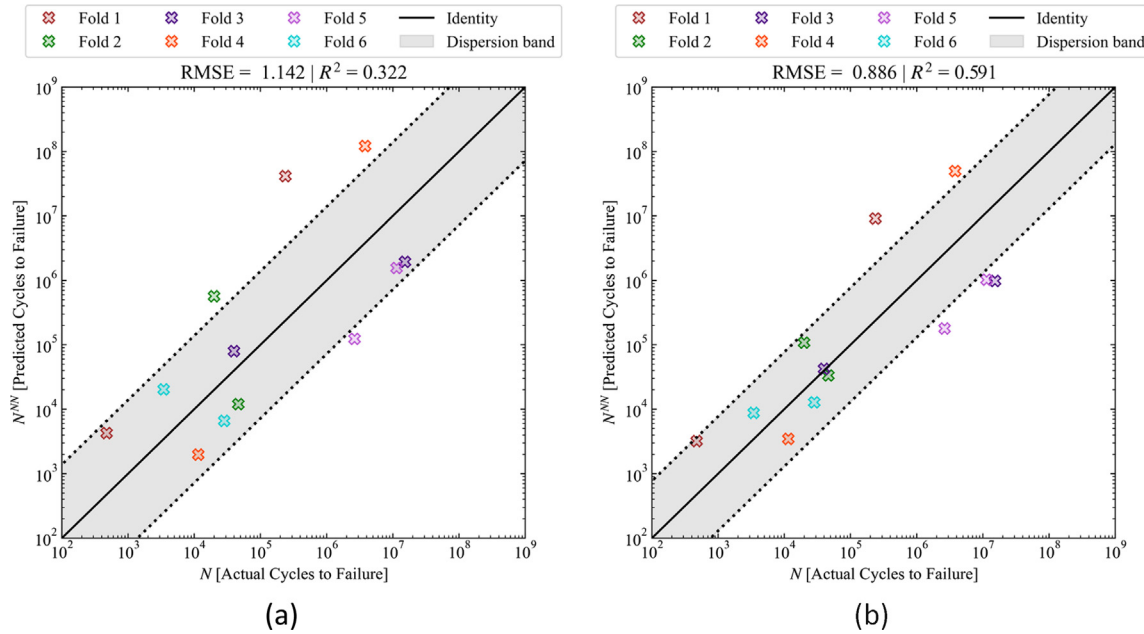 Fold 1 Fold 3 Fold 5 Identity
Fold 2 Fold 4 Fold 6 Dispersion band
RMSE = 1.142 | R² = 0.322
10⁹
10⁸
10⁷
10⁶
10⁵
10⁴
10³
10²
N^NN [Predicted Cycles to Failure]
10² 10³ 10⁴ 10⁵ 10⁶ 10⁷ 10⁸ 10⁹
N [Actual Cycles to Failure]
(a)
Fold 1 Fold 3 Fold 5 Identity
Fold 2 Fold 4 Fold 6 Dispersion band
RMSE = 0.886 | R² = 0.591
10⁹
10⁸
10⁷
10⁶
10⁵
10⁴
10³
10²
N^NN [Predicted Cycles to Failure]
10² 10³ 10⁴ 10⁵ 10⁶ 10⁷ 10⁸ 10⁹
N [Actual Cycles to Failure]
(b)